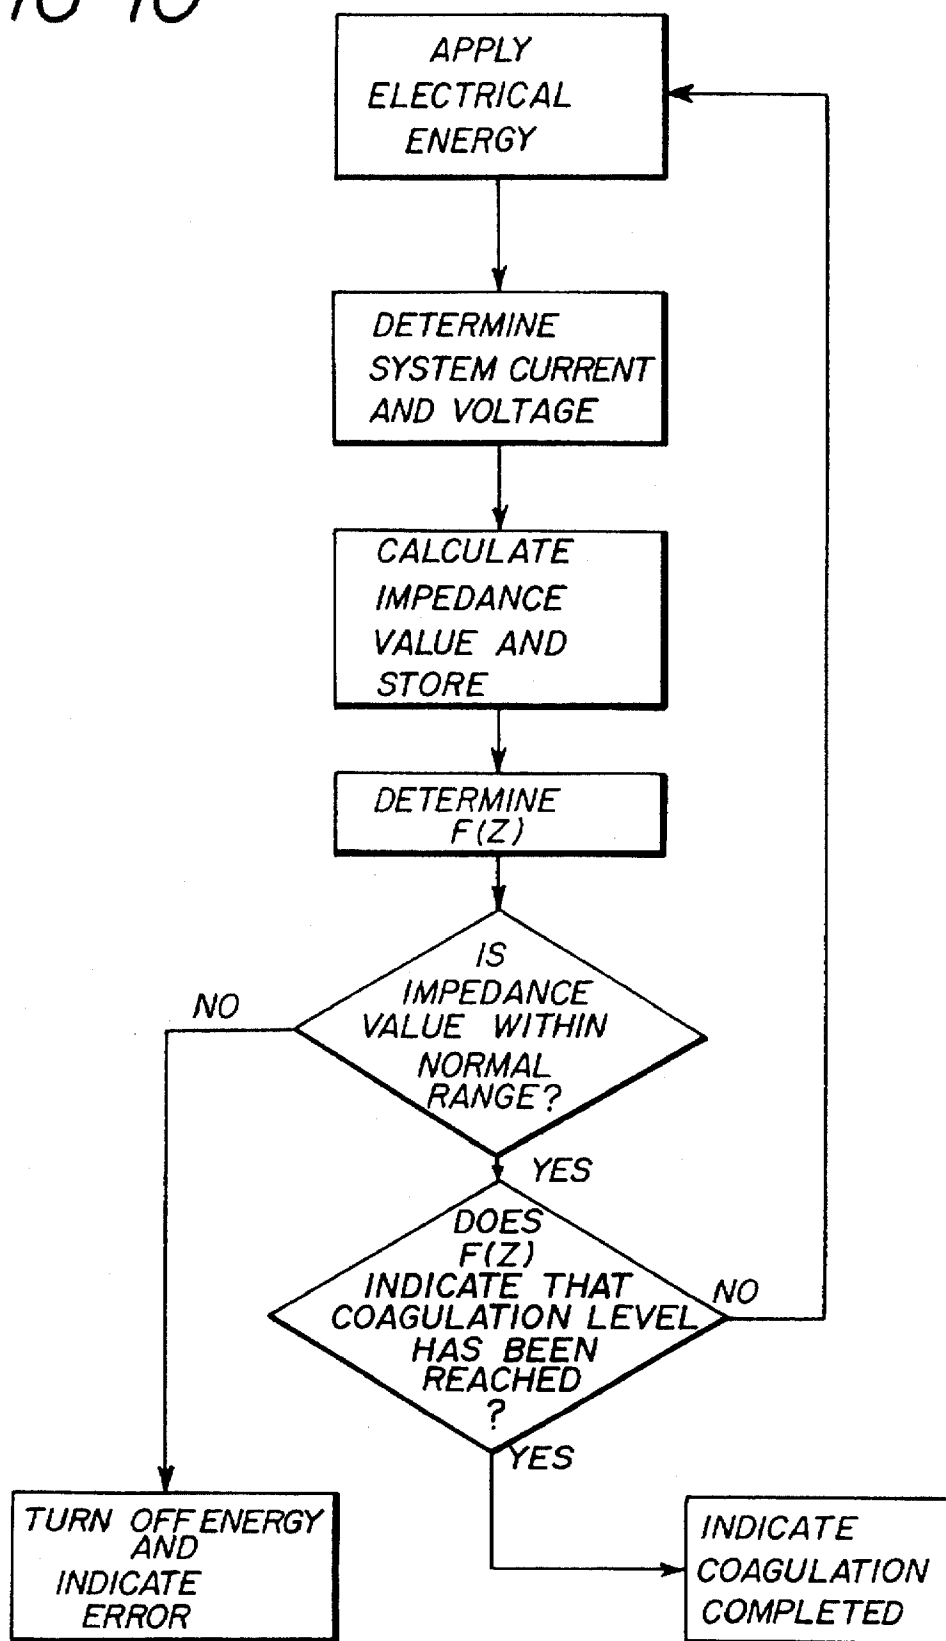 APPLY
ELECTRICAL
ENERGY
DETERMINE
SYSTEM CURRENT
AND VOLTAGE
CALCULATE
IMPEDANCE
VALUE AND
STORE
DETERMINE
F(Z)
IS
IMPEDANCE
VALUE WITHIN
NORMAL
RANGE?
NO
YES
DOES
F(Z)
INDICATE THAT
COAGULATION LEVEL
HAS BEEN
REACHED
?
NO
YES
TURN OFF ENERGY
AND
INDICATE
ERROR
INDICATE
COAGULATION
COMPLETED